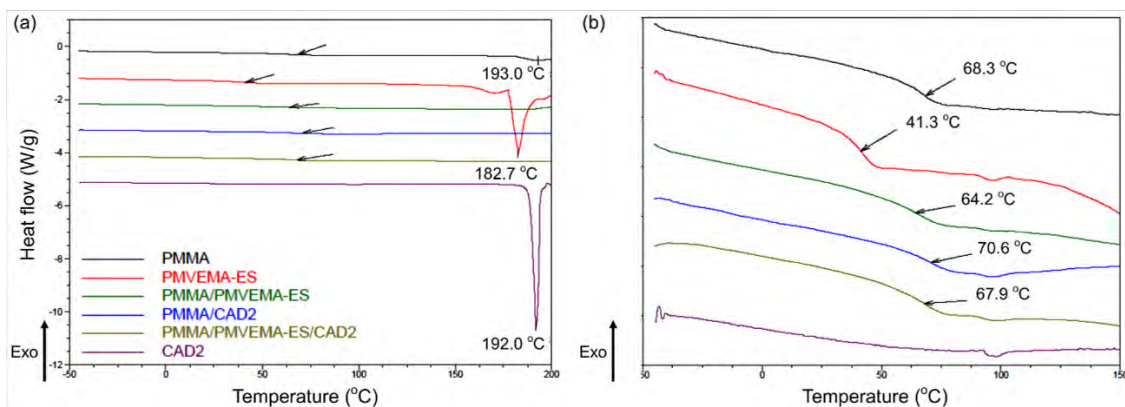 (a)
0
-2
-4
-6
-8
-10
-12
Heat flow (W/g)
Exo
193.0 °C
182.7 °C
192.0 °C
PMMA
PMVEMA-ES
PMMA/PMVEMA-ES
PMMA/CAD2
PMMA/PMVEMA-ES/CAD2
CAD2
-50 0 50 100 150 200
Temperature (°C)
(b)
68.3 °C
41.3 °C
64.2 °C
70.6 °C
67.9 °C
Exo
50 0 50 100 150
Temperature (°C)